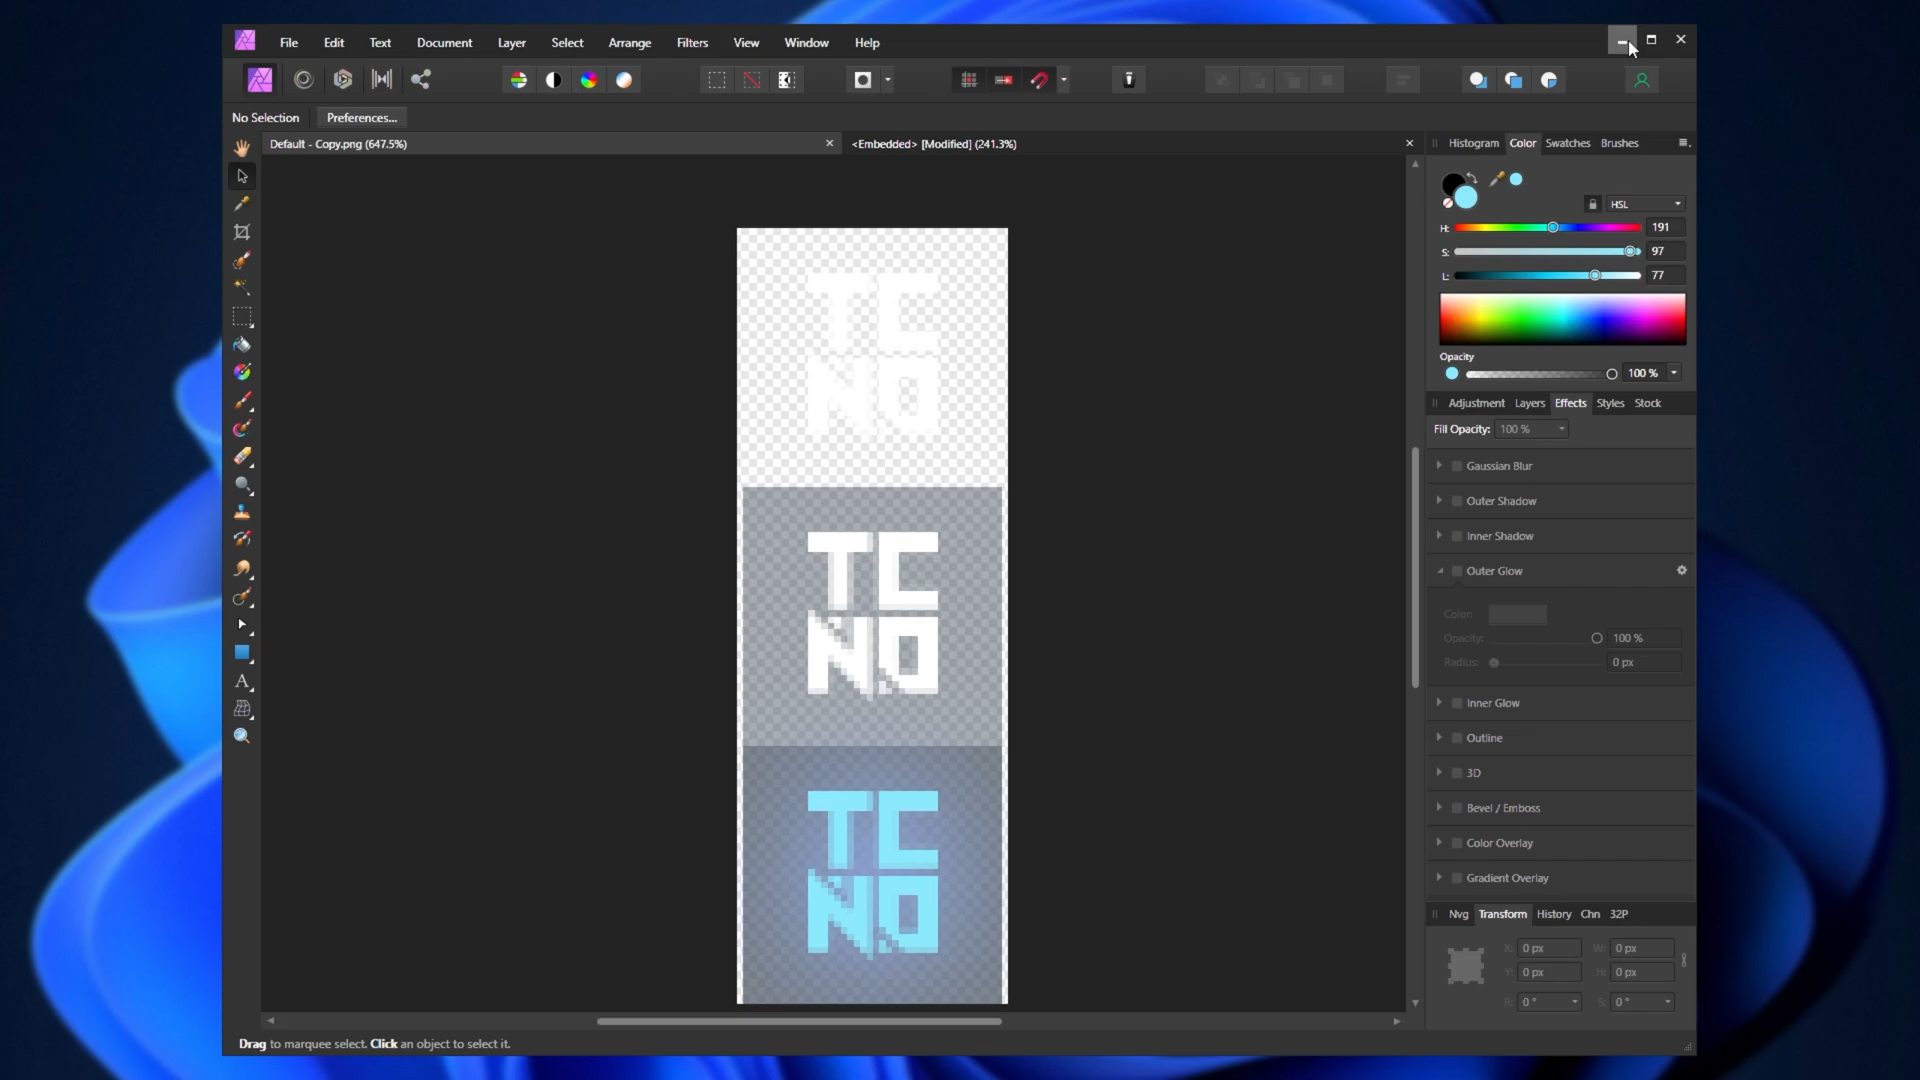 File Edit Text Document Layer Select Arrange Filters View Window Help
No Selection Preferences...
Default - Copy.png (647.5%) <Embedded> [Modified] (241.3%)
Histogram Color Swatches Brushes
HSL
H: 191
S: 97
L: 77
Opacity
100 %
Adjustment Layers Effects Styles Stock
Fill Opacity: 100 %
Gaussian Blur
Outer Shadow
Inner Shadow
Outer Glow
Color:
Opacity: 100 %
Radius: 0 px
Inner Glow
Outline
3D
Bevel / Emboss
Color Overlay
Gradient Overlay
Nvg Transform History Chn 32P
X: 0 px W: 0 px
Y: 0 px H: 0 px
R: 0 ° S: 0 °
TC
NO
TC
NO
TC
NO
Drag to marquee select. Click an object to select it.